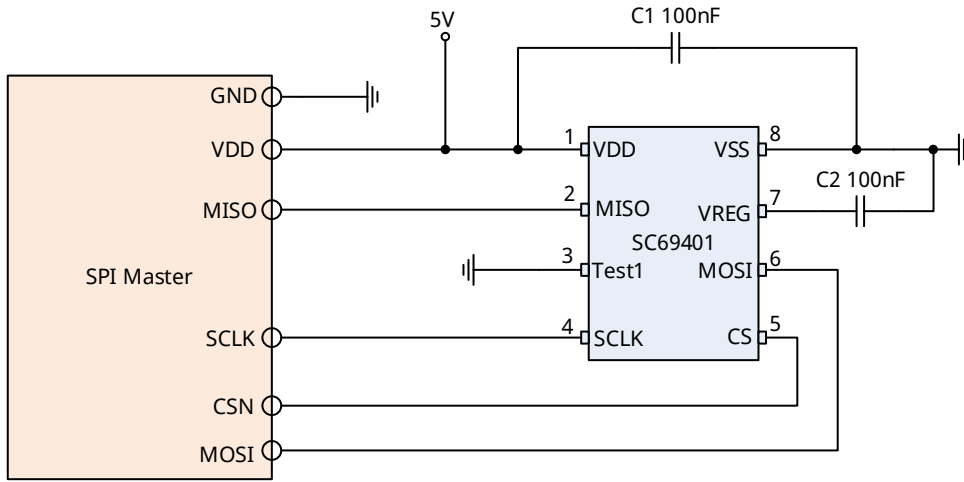 C1 100nF
5V
GND
VDD
MISO
SPI Master
SCLK
CSN
MOSI
1
VDD
2
MISO
3
Test1
4
SCLK
SC69401
8
VSS
C2 100nF
7
VREG
6
MOSI
5
CS